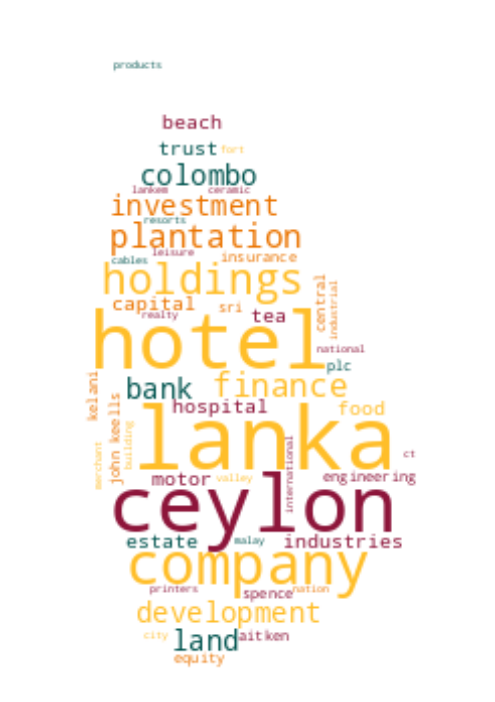 products
beach
trust fort
colombo
lankem ceramic
investment
resorts
plantation
leisure
cables insurance
holdings
central
industrial
capital sri
realty tea
hotel
national
plc
bank finance
kelani
hospital food
john keells
building
merchant
lanka
international
ct
motor valley engineering
ceylon
estate malay industries
company
printers spence nation
development
city land aitken
equity